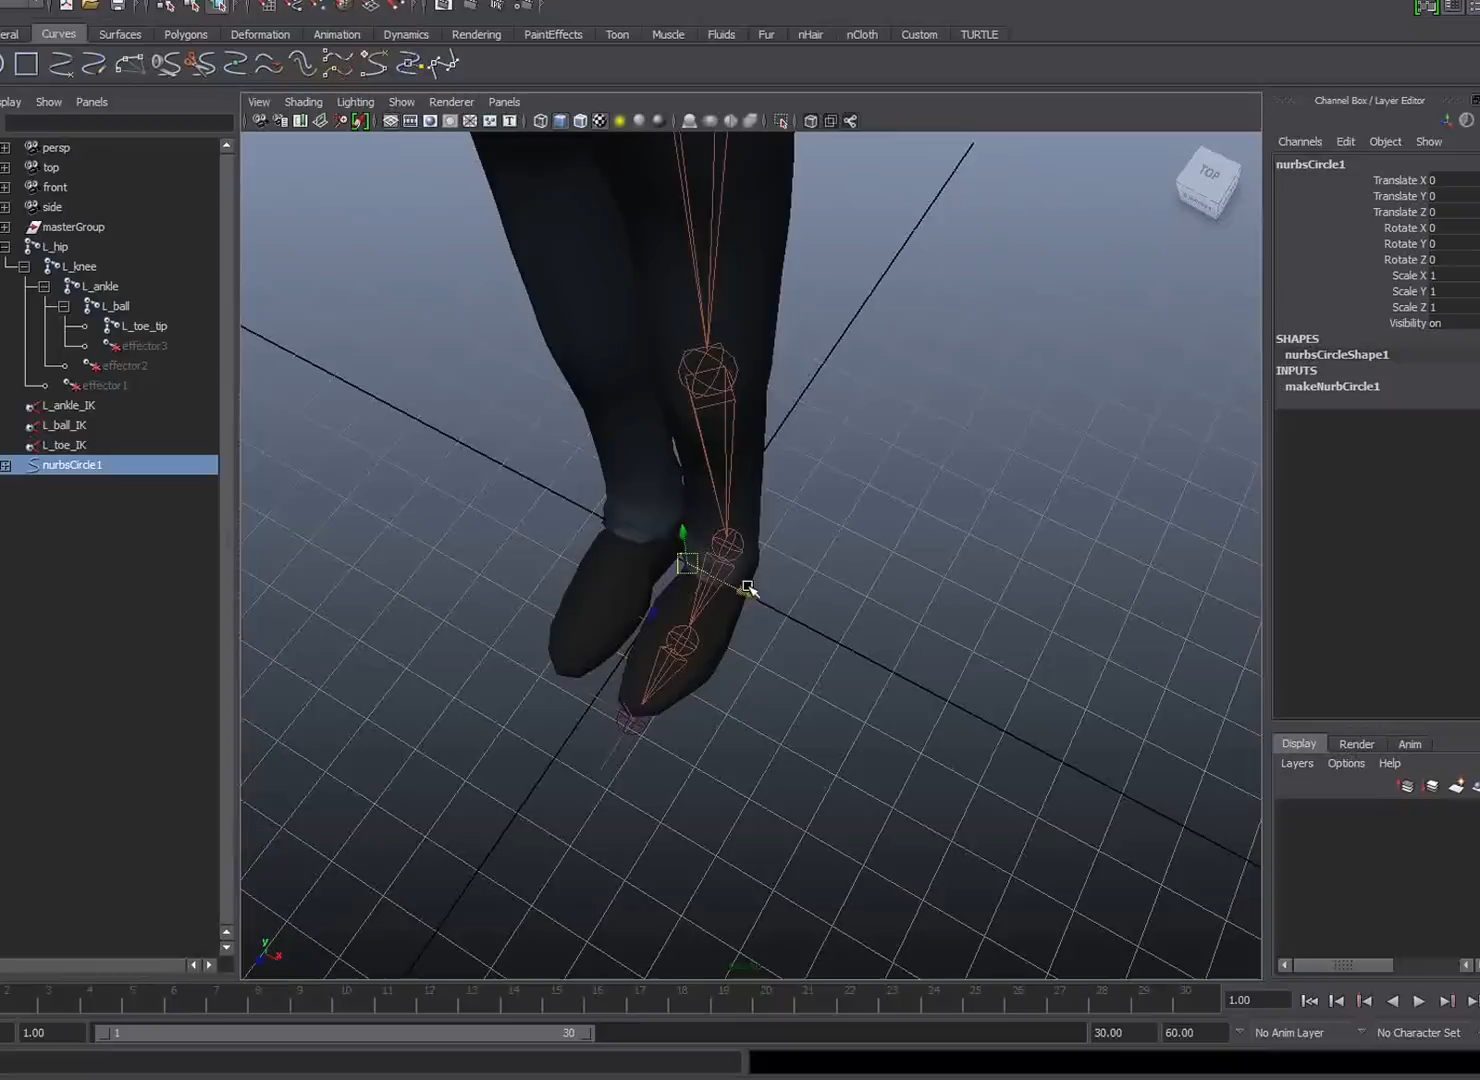 eral Curves Surfaces Polygons Deformation Animation Dynamics Rendering PaintEffects Toon Muscle Fluids Fur nHair nCloth Custom TURTLE
splay Show Panels
View Shading Lighting Show Renderer Panels
Channel Box / Layer Editor
Channels Edit Object Show
persp
top
front
side
masterGroup
L_hip
L_knee
L_ankle
L_ball
L_toe_tip
effector3
effector2
effector1
L_ankle_IK
L_ball_IK
L_toe_IK
nurbsCircle1
TOP
nurbsCircle1
Translate X 0
Translate Y 0
Translate Z 0
Rotate X 0
Rotate Y 0
Rotate Z 0
Scale X 1
Scale Y 1
Scale Z 1
Visibility on
SHAPES
nurbsCircleShape1
INPUTS
makeNurbCircle1
Display Render Anim
Layers Options Help
y
x
2 3 4 5 6 7 8 9 10 11 12 13 14 15 16 17 18 19 20 21 22 23 24 25 26 27 28 29 30
1.00
1.00 1 30 30.00 60.00 No Anim Layer No Character Set